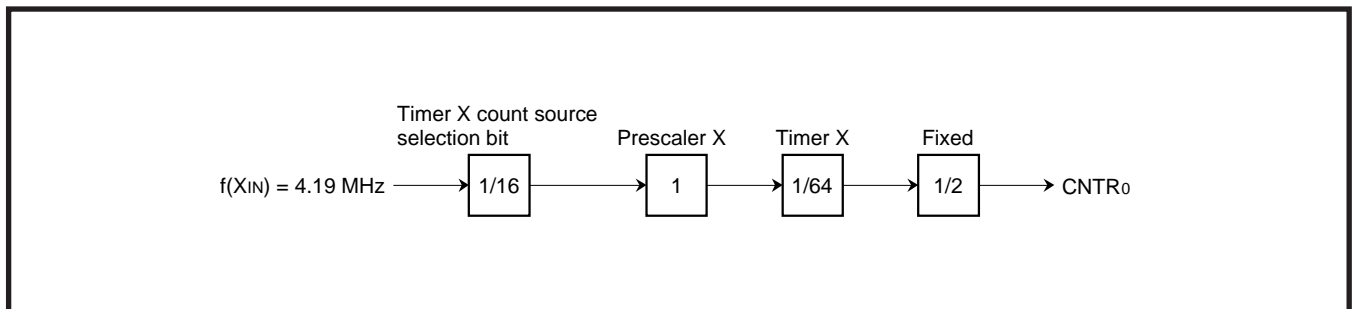 Timer X count source
selection bit
Prescaler X
Timer X
Fixed
f(XIN) = 4.19 MHz
1/16
1
1/64
1/2
CNTR0